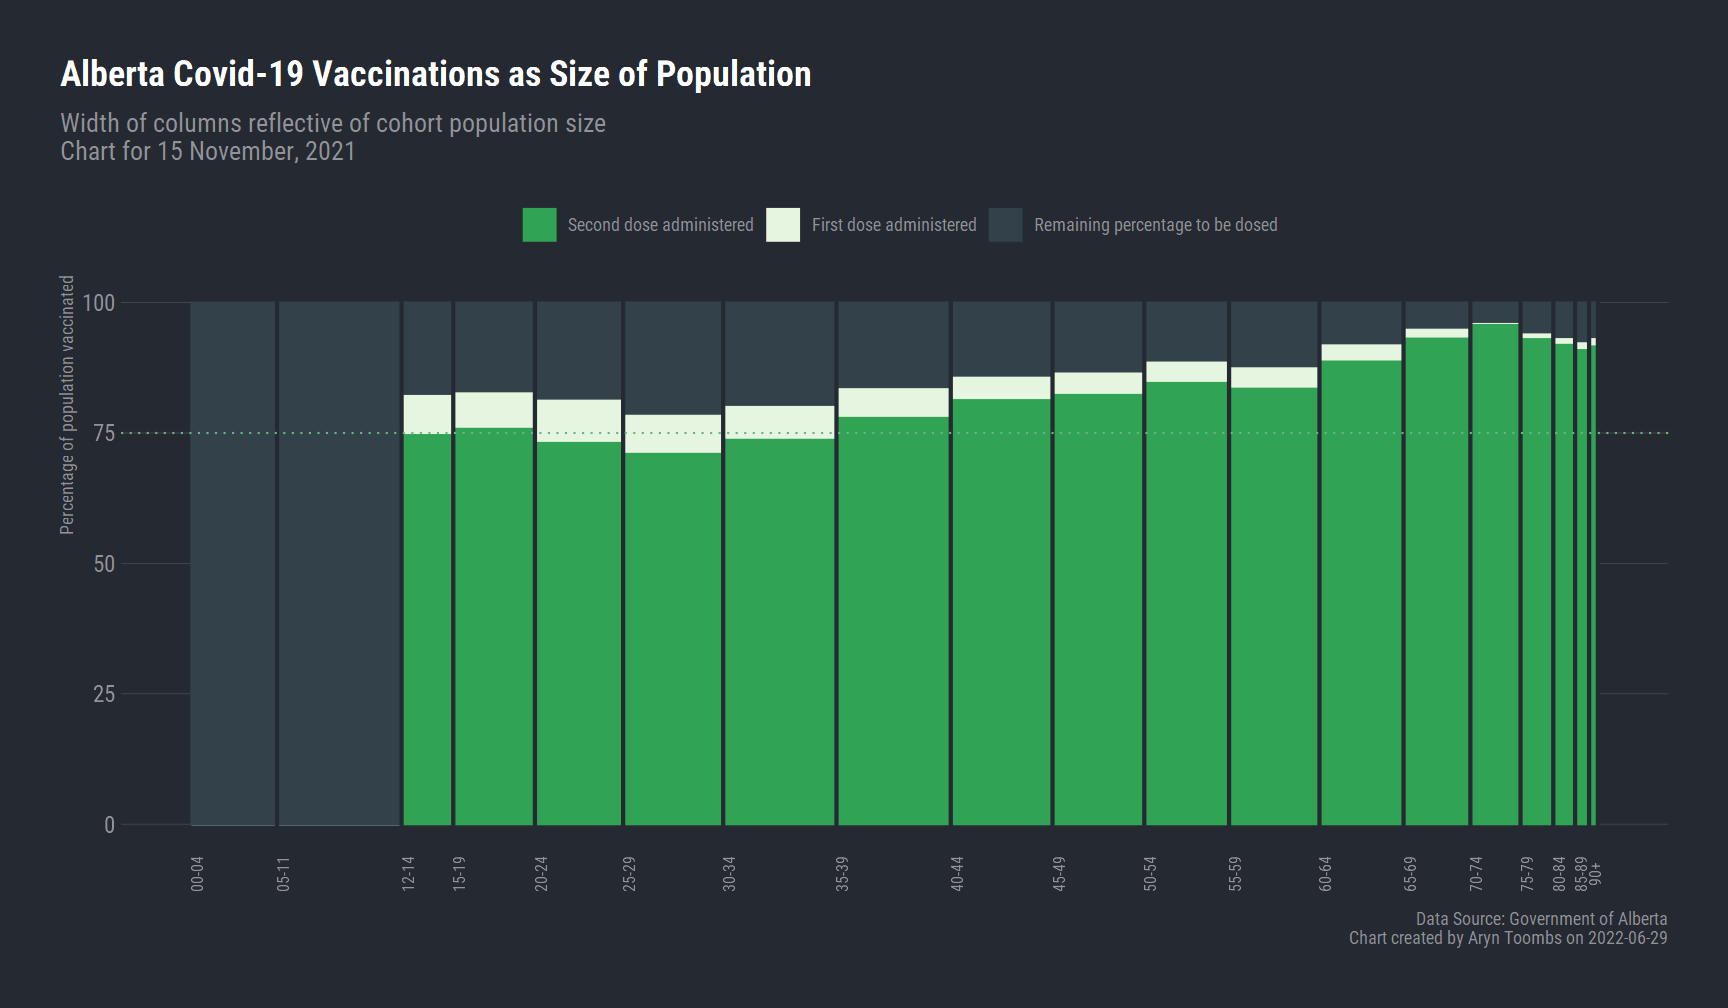 Alberta Covid-19 Vaccinations as Size of Population
Width of columns reflective of cohort population size
Chart for 15 November, 2021
Second dose administered
First dose administered
Remaining percentage to be dosed
Percentage of population vaccinated
100
75
50
25
0
00-04
05-11
12-14
15-19
20-24
25-29
30-34
35-39
40-44
45-49
50-54
55-59
60-64
65-69
70-74
75-79
80-84
85-89
90+
Data Source: Government of Alberta
Chart created by Aryn Toombs on 2022-06-29